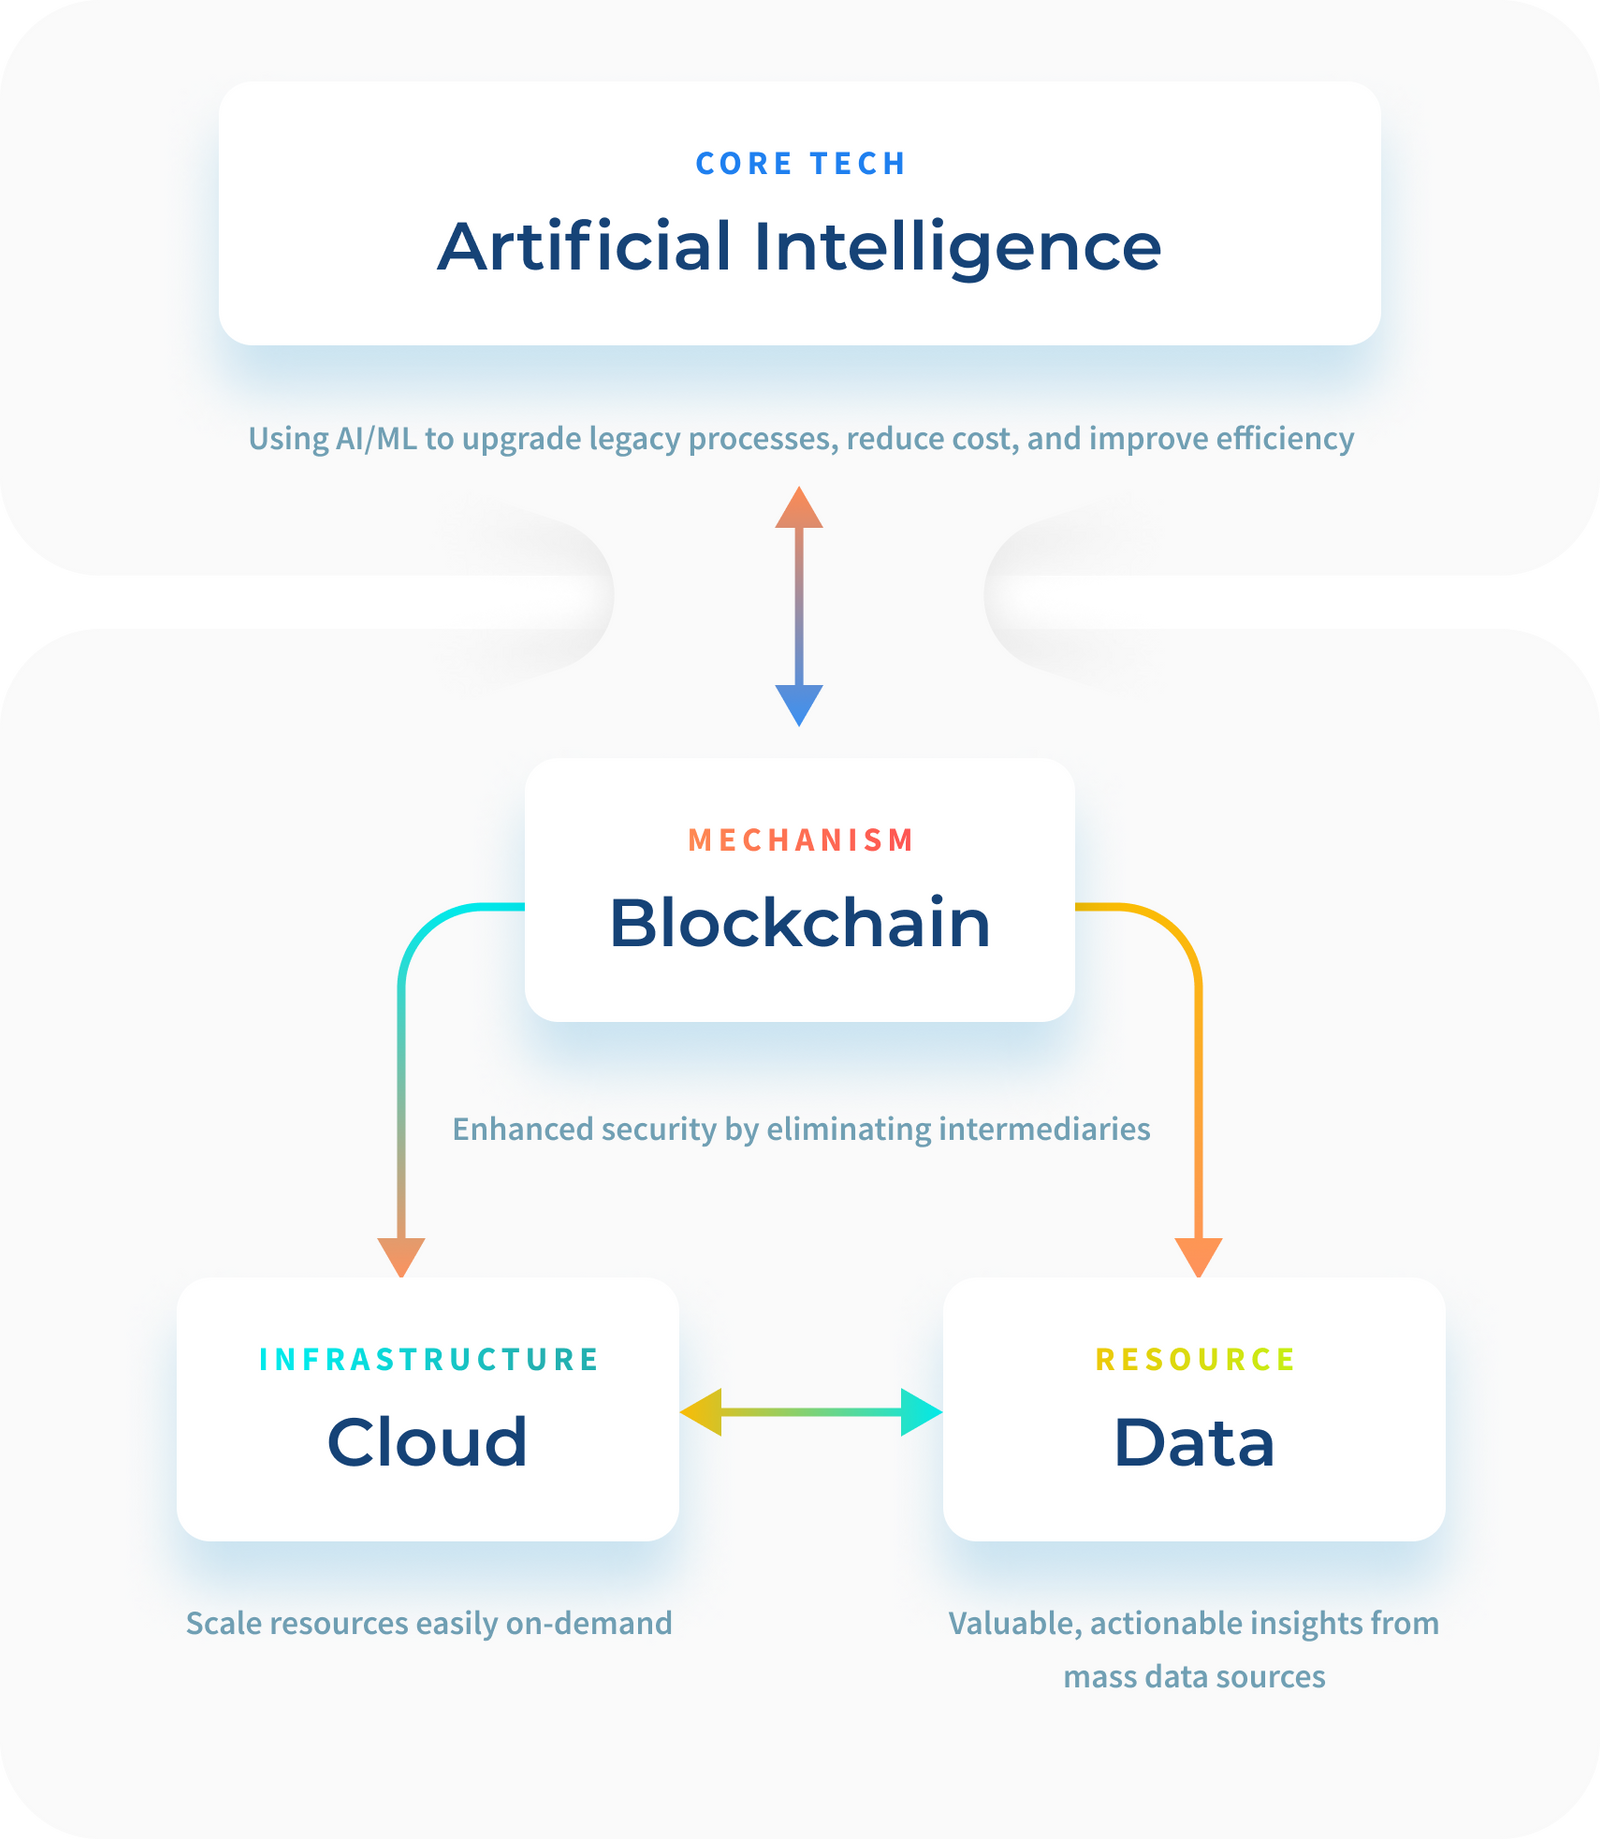 CORE TECH
Artificial Intelligence
Using AI/ML to upgrade legacy processes, reduce cost, and improve efficiency
MECHANISM
Blockchain
Enhanced security by eliminating intermediaries
INFRASTRUCTURE
Cloud
Scale resources easily on-demand
RESOURCE
Data
Valuable, actionable insights from
mass data sources